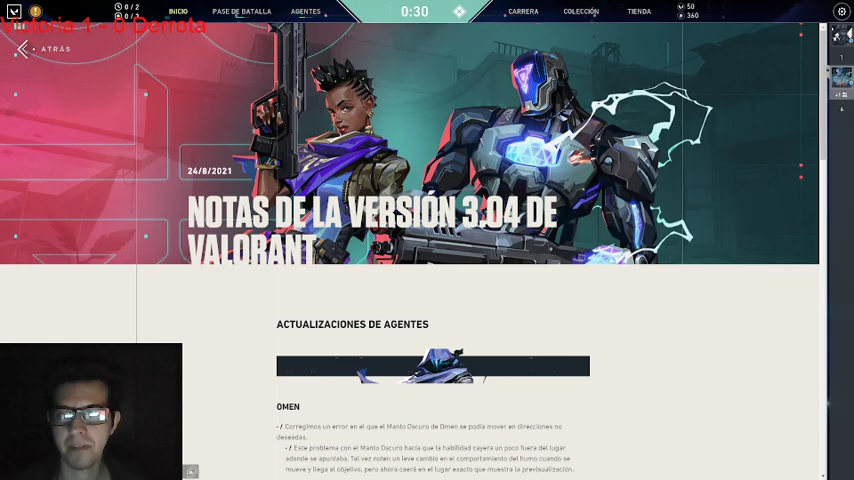 0 / 2
INICIO
PASE DE BATALLA
AGENTES
0:30
CARRERA
COLECCIÓN
TIENDA
50
360
Victoria 1 - 0 Derrota
ATRÁS
24/8/2021
NOTAS DE LA VERSIÓN 3.04 DE
VALORANT
ACTUALIZACIONES DE AGENTES
OMEN
- / Corregimos un error en el que el Manto Oscuro de Omen se podía mover en direcciones no
deseadas.
- / Este problema con el Manto Oscuro hacía que la habilidad cayera un poco fuera del lugar
adonde se apuntaba. Tal vez noten un leve cambio en el comportamiento del humo cuando se
mueve y llega al objetivo, pero ahora caerá en el lugar exacto que muestra la previsualización.